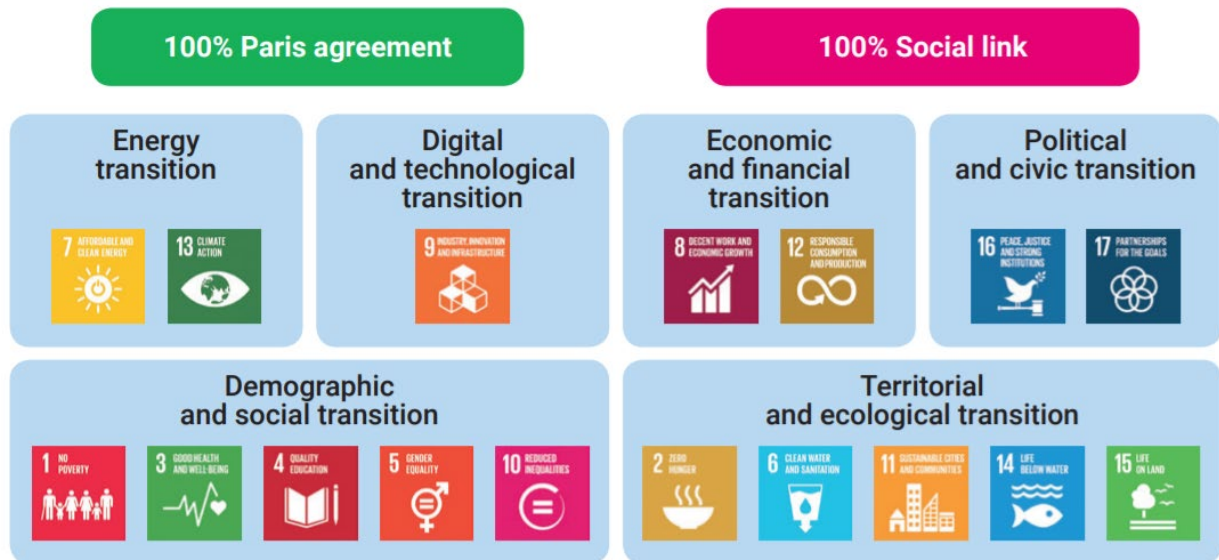 100% Paris agreement
100% Social link
Energy
transition
7 AFFORDABLE AND
CLEAN ENERGY
13 CLIMATE
ACTION
Digital
and technological
transition
9 INDUSTRY, INNOVATION
AND INFRASTRUCTURE
Economic
and financial
transition
8 DECENT WORK AND
ECONOMIC GROWTH
12 RESPONSIBLE
CONSUMPTION
AND PRODUCTION
Political
and civic transition
16 PEACE, JUSTICE
AND STRONG
INSTITUTIONS
17 PARTNERSHIPS
FOR THE GOALS
Demographic
and social transition
1 NO
POVERTY
3 GOOD HEALTH
AND WELL-BEING
4 QUALITY
EDUCATION
5 GENDER
EQUALITY
10 REDUCED
INEQUALITIES
Territorial
and ecological transition
2 ZERO
HUNGER
6 CLEAN WATER
AND SANITATION
11 SUSTAINABLE CITIES
AND COMMUNITIES
14 LIFE
BELOW WATER
15 LIFE
ON LAND